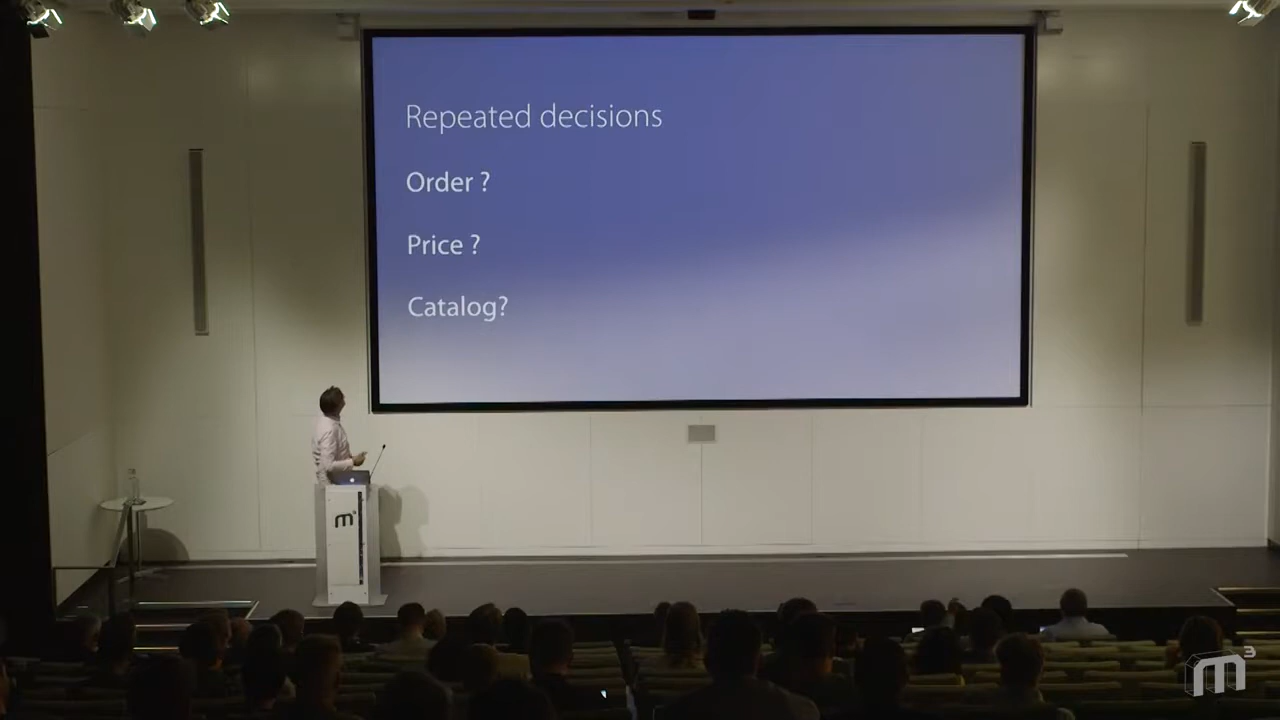 Repeated decisions
Order ?
Price ?
Catalog?
m³
m³